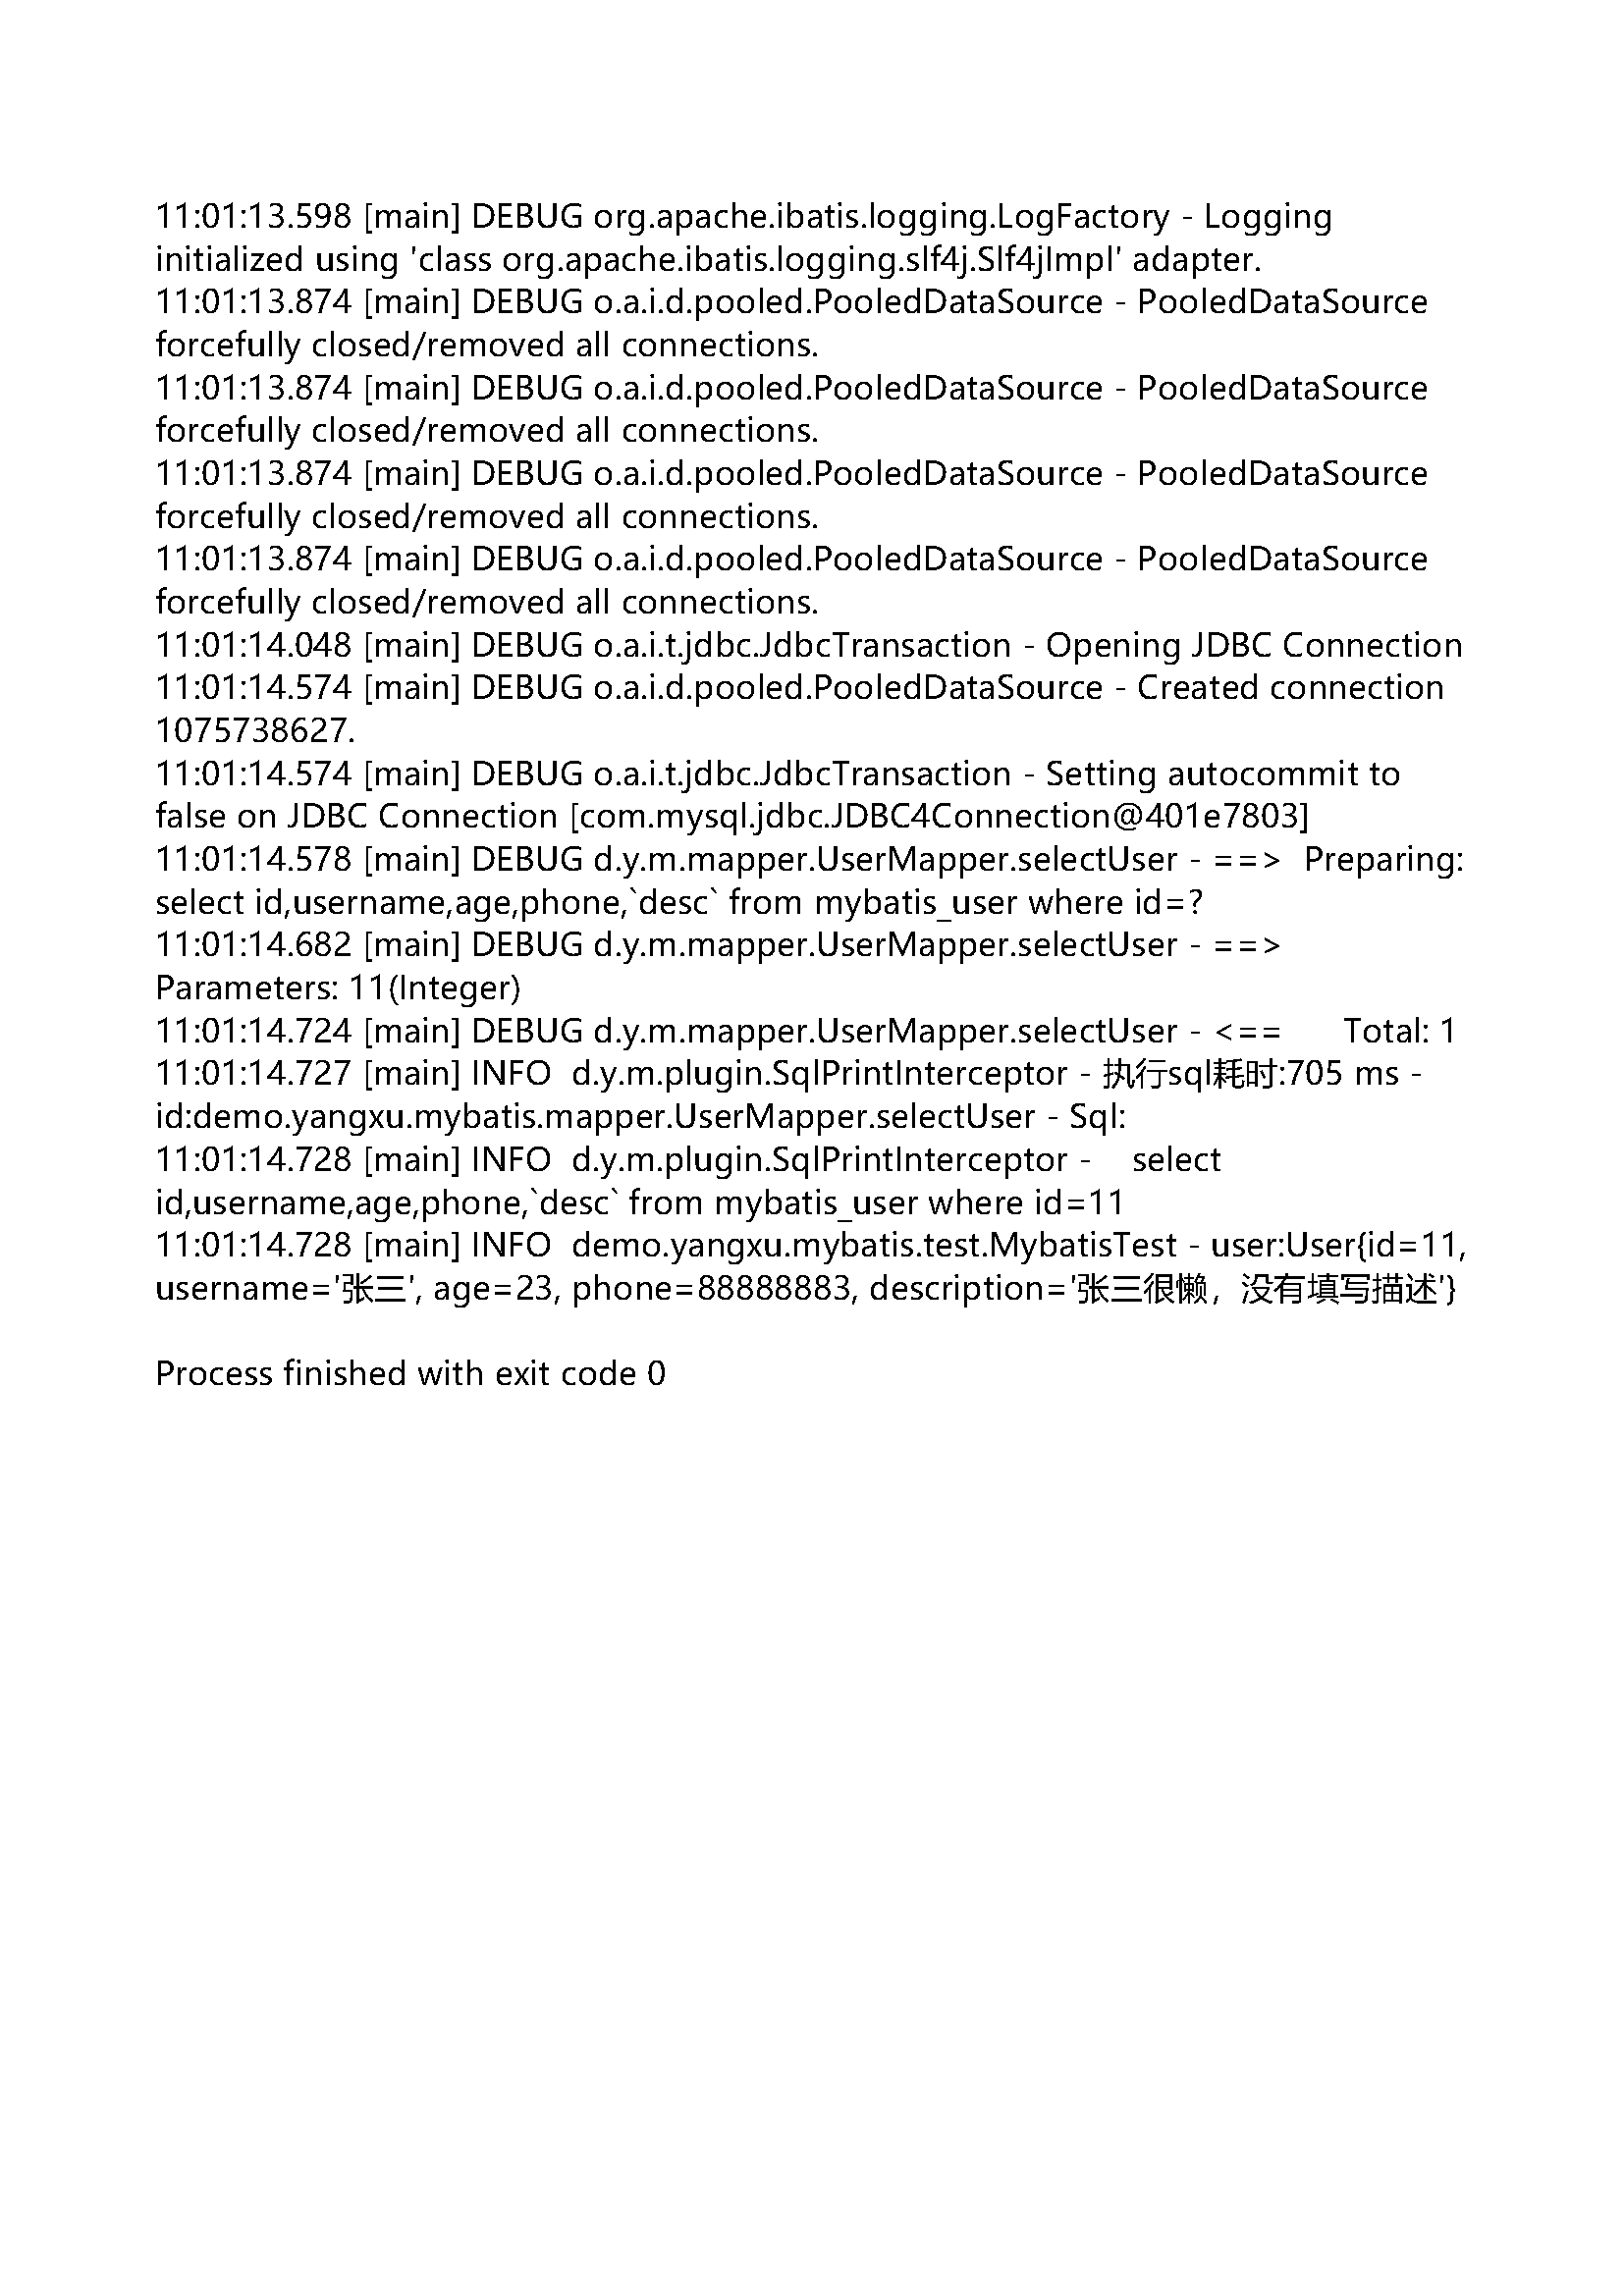 11:01:13.598 [main] DEBUG org.apache.ibatis.logging.LogFactory - Logging
initialized using 'class org.apache.ibatis.logging.slf4j.Slf4jImpl' adapter.
11:01:13.874 [main] DEBUG o.a.i.d.pooled.PooledDataSource - PooledDataSource
forcefully closed/removed all connections.
11:01:13.874 [main] DEBUG o.a.i.d.pooled.PooledDataSource - PooledDataSource
forcefully closed/removed all connections.
11:01:13.874 [main] DEBUG o.a.i.d.pooled.PooledDataSource - PooledDataSource
forcefully closed/removed all connections.
11:01:13.874 [main] DEBUG o.a.i.d.pooled.PooledDataSource - PooledDataSource
forcefully closed/removed all connections.
11:01:14.048 [main] DEBUG o.a.i.t.jdbc.JdbcTransaction - Opening JDBC Connection
11:01:14.574 [main] DEBUG o.a.i.d.pooled.PooledDataSource - Created connection
1075738627.
11:01:14.574 [main] DEBUG o.a.i.t.jdbc.JdbcTransaction - Setting autocommit to
false on JDBC Connection [com.mysql.jdbc.JDBC4Connection@401e7803]
11:01:14.578 [main] DEBUG d.y.m.mapper.UserMapper.selectUser - ==>  Preparing:
select id,username,age,phone,`desc` from mybatis_user where id=?
11:01:14.682 [main] DEBUG d.y.m.mapper.UserMapper.selectUser - ==>
Parameters: 11(Integer)
11:01:14.724 [main] DEBUG d.y.m.mapper.UserMapper.selectUser - <==      Total: 1
11:01:14.727 [main] INFO  d.y.m.plugin.SqlPrintInterceptor - 执行sql耗时:705 ms -
id:demo.yangxu.mybatis.mapper.UserMapper.selectUser - Sql:
11:01:14.728 [main] INFO  d.y.m.plugin.SqlPrintInterceptor -    select
id,username,age,phone,`desc` from mybatis_user where id=11
11:01:14.728 [main] INFO  demo.yangxu.mybatis.test.MybatisTest - user:User{id=11,
username='张三', age=23, phone=88888883, description='张三很懒，没有填写描述'}
Process finished with exit code 0